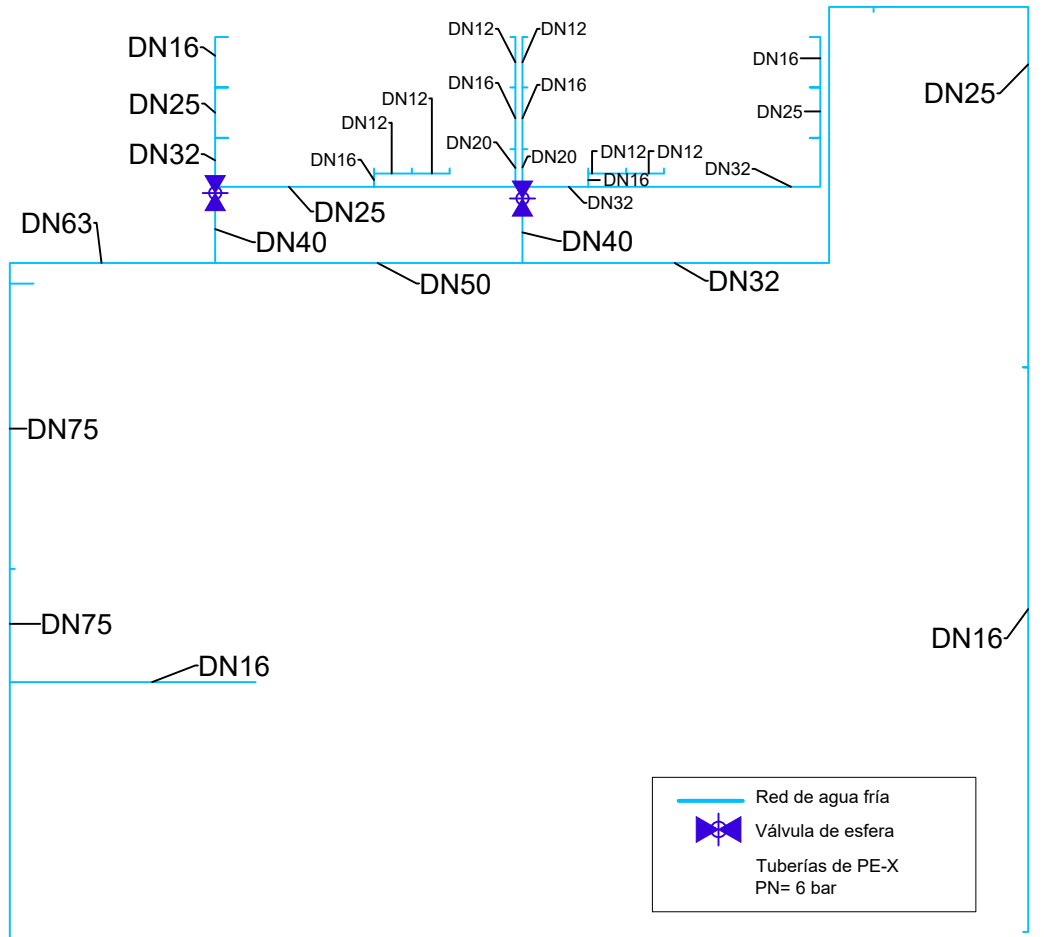 DN12
DN12
DN16
DN16
DN25
DN16
DN16
DN25
DN12
DN25
DN12
DN20
DN20
DN12
DN12
DN32
DN16
DN32
DN16
DN32
DN25
DN63
DN40
DN40
DN50
DN32
DN75
DN75
DN16
DN16
Red de agua fría
Válvula de esfera
Tuberías de PE-X
PN= 6 bar